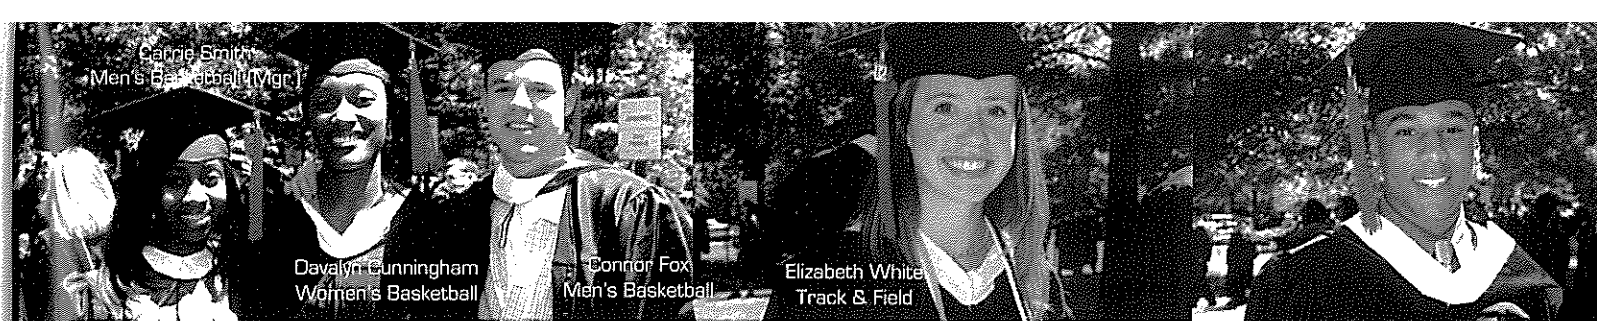 Carrie Smith
Men's Basketball (Mgr.)
Davalyn Cunningham
Women's Basketball
Connor Fox
Men's Basketball
Elizabeth White
Track & Field